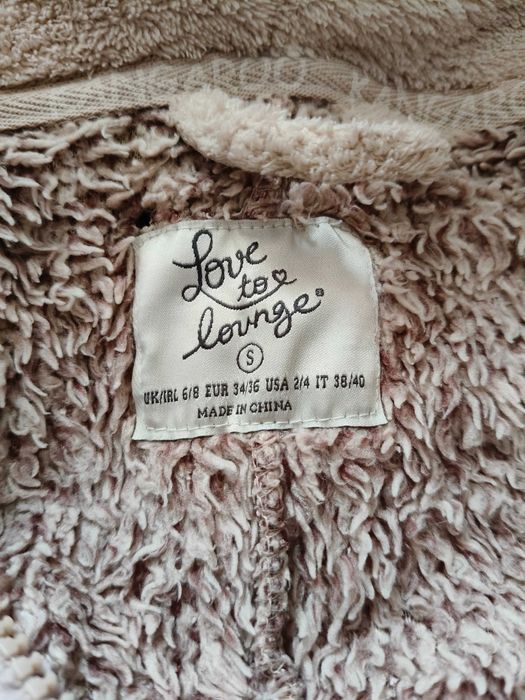 Love
to
lounge®
S
UK/IRL 6/8 EUR 34/36 USA 2/4 IT 38/40
MADE IN CHINA